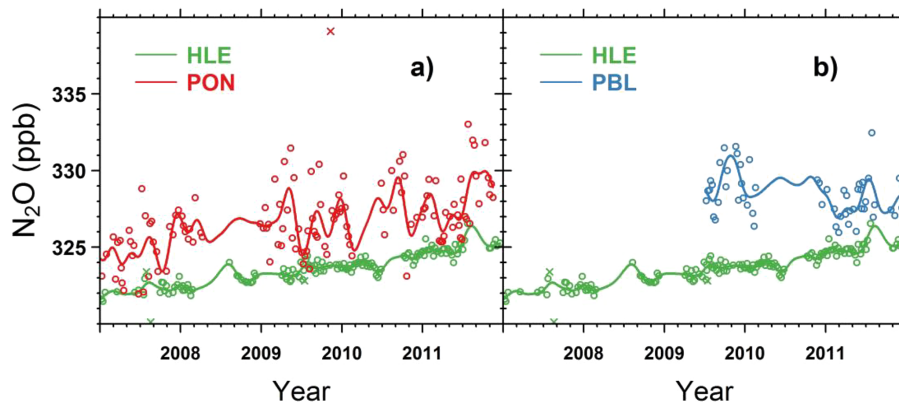 HLE
PON
a)
HLE
PBL
b)
335
330
325
N₂O (ppb)
2008 2009 2010 2011
2008 2009 2010 2011
Year
Year